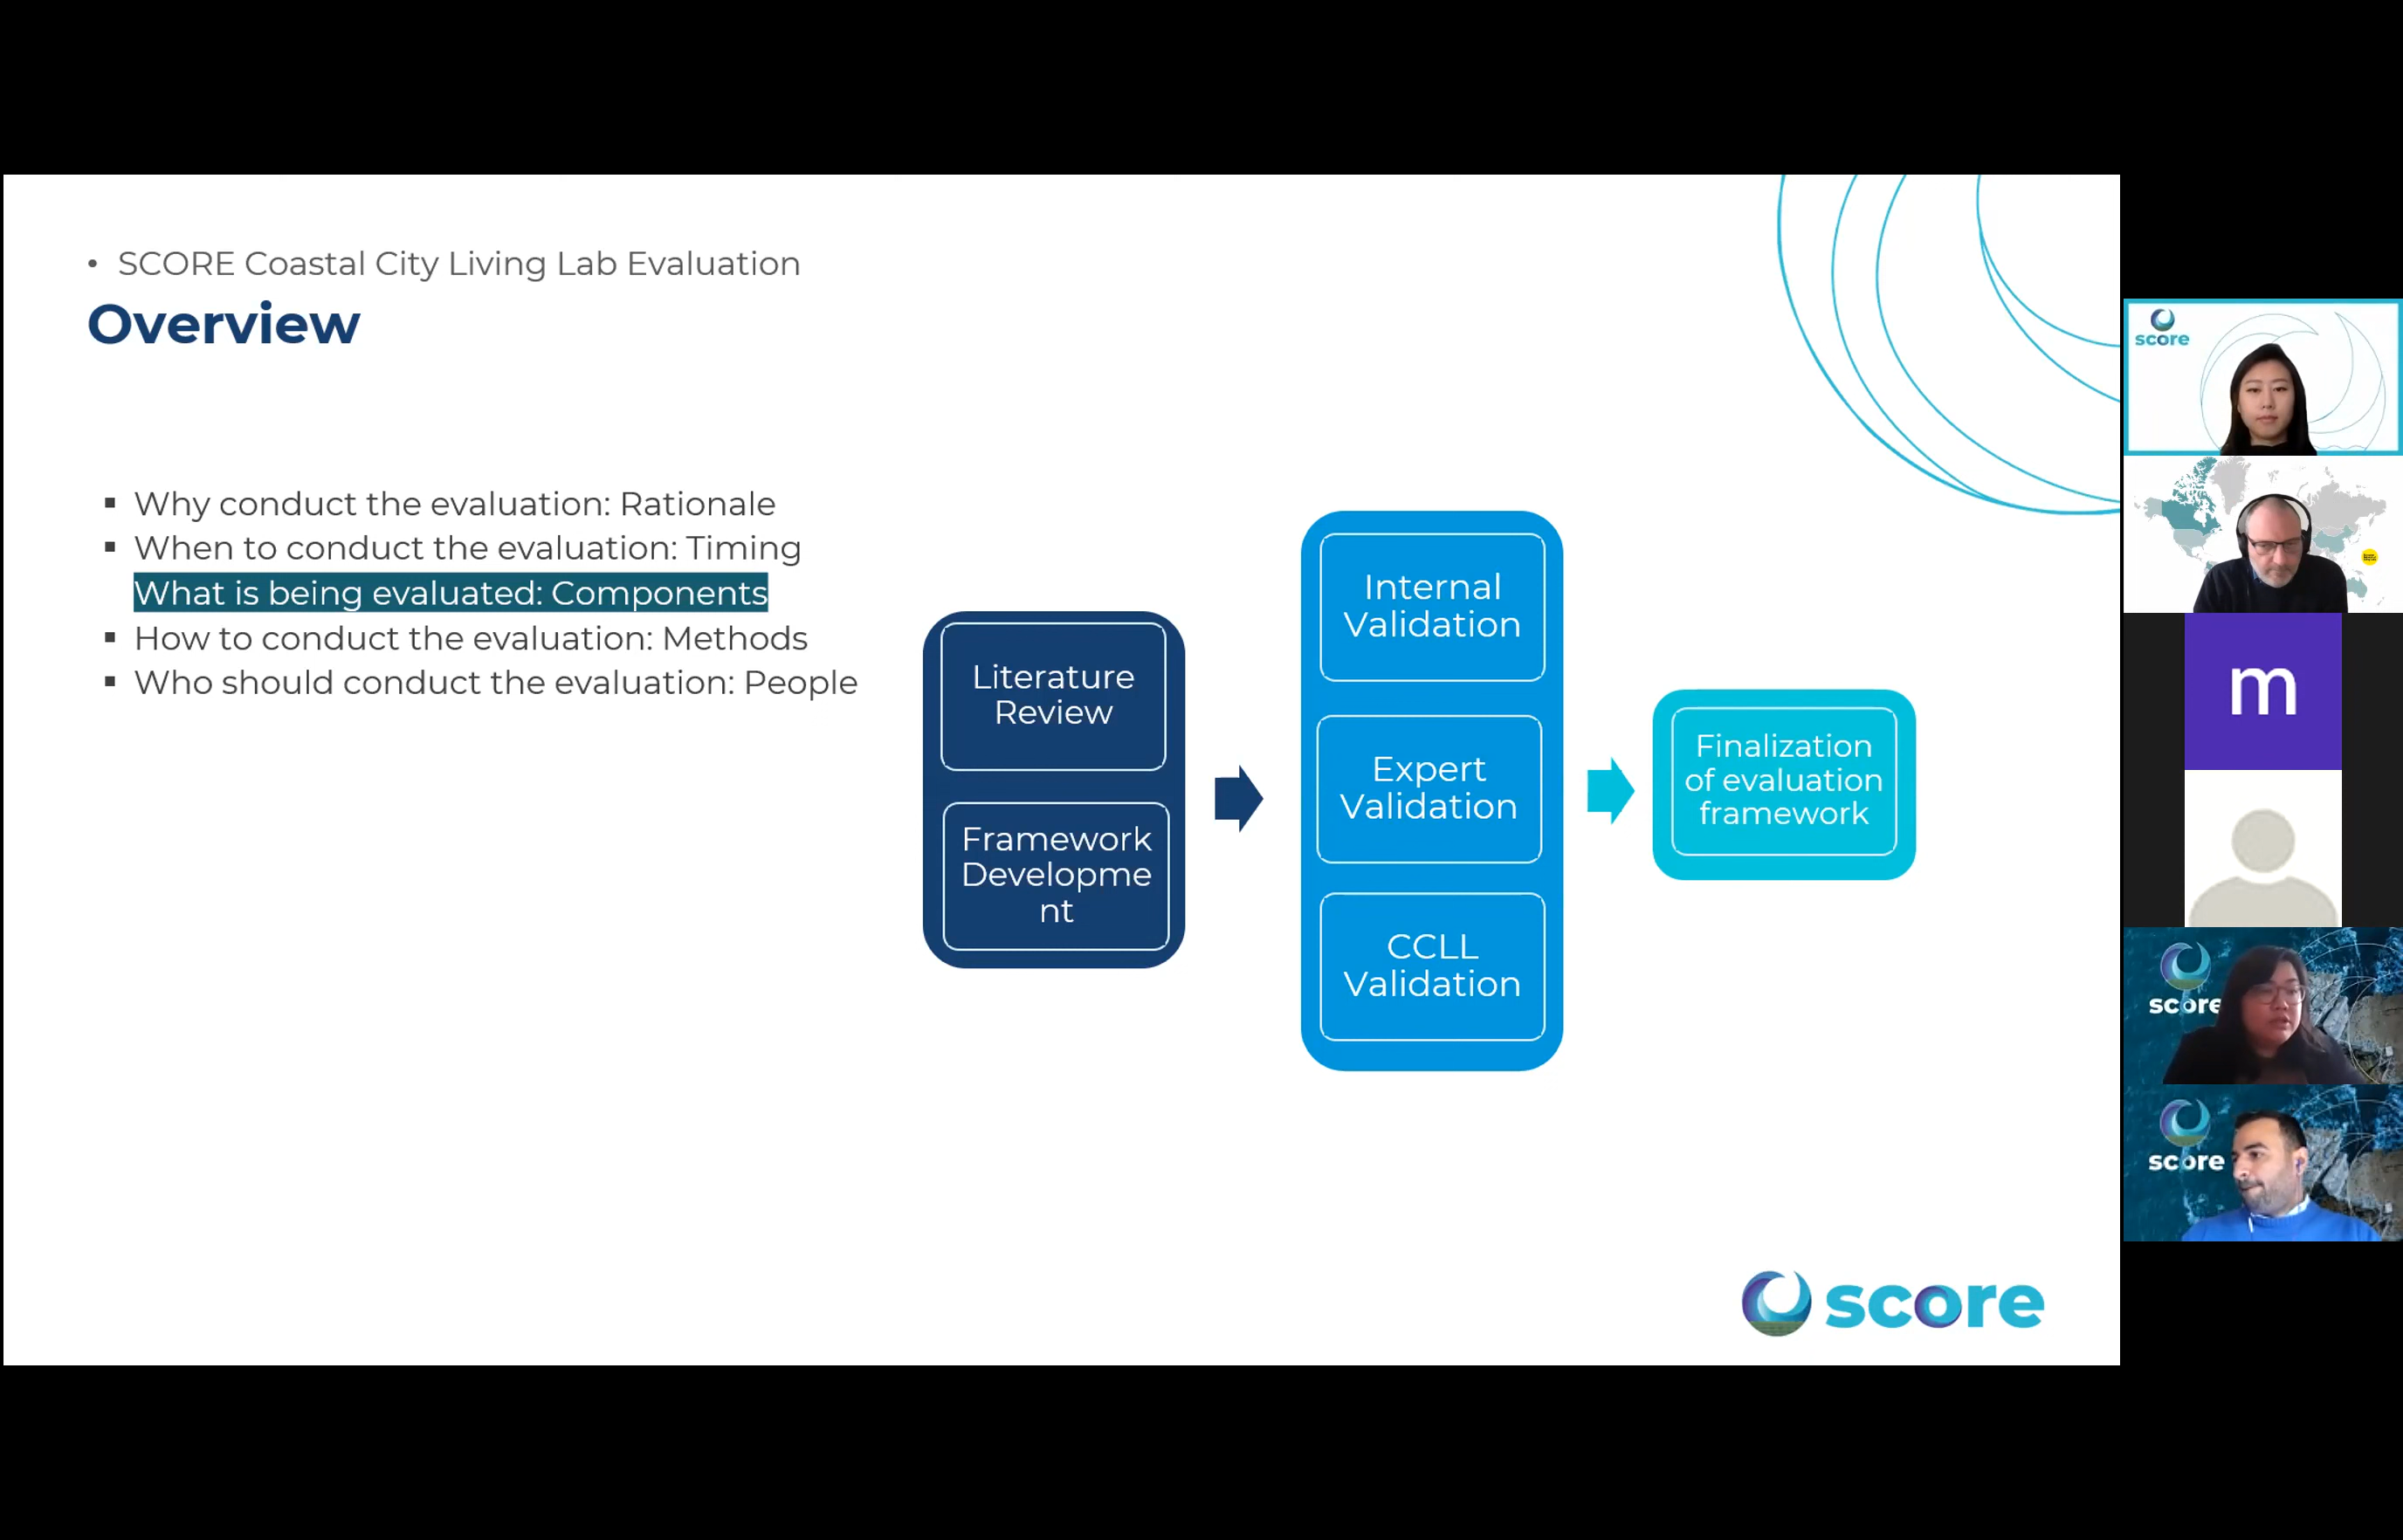 • SCORE Coastal City Living Lab Evaluation
Overview
▪ Why conduct the evaluation: Rationale
▪ When to conduct the evaluation: Timing
What is being evaluated: Components
▪ How to conduct the evaluation: Methods
▪ Who should conduct the evaluation: People
Literature
Review
Framework
Developme
nt
Internal
Validation
Expert
Validation
CCLL
Validation
Finalization
of evaluation
framework
score
score
m
score
score